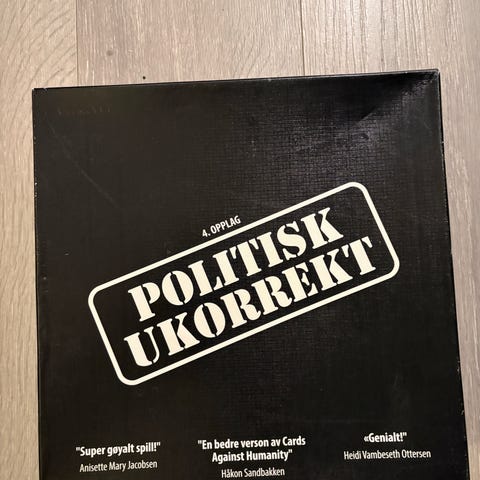 4. OPPLAG
POLITISK
UKORREKT
"Super gøyalt spill!"
Anisette Mary Jacobsen
"En bedre verson av Cards
Against Humanity"
Håkon Sandbakken
«Genialt!"
Heidi Vambeseth Ottersen